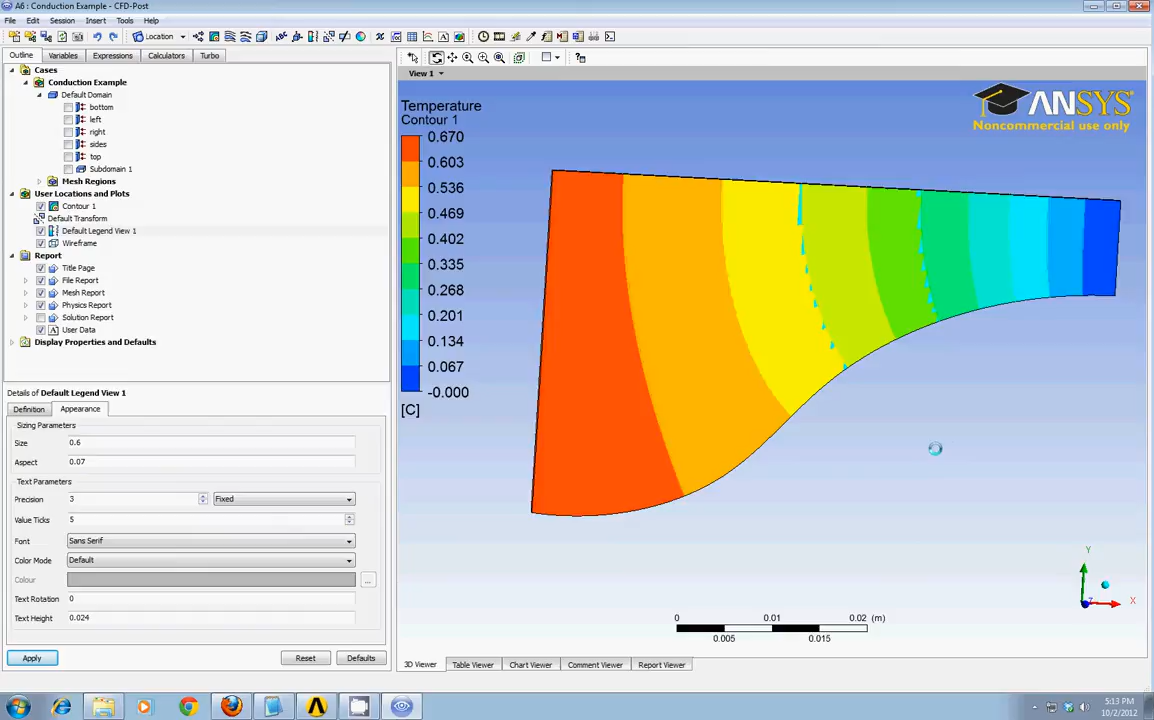 A6 : Conduction Example - CFD-Post
File Edit Session Insert Tools Help
Location
Outline Variables Expressions Calculators Turbo
Cases
Conduction Example
Default Domain
bottom
left
right
sides
top
Subdomain 1
Mesh Regions
User Locations and Plots
Contour 1
Default Transform
Default Legend View 1
Wireframe
Report
Title Page
File Report
Mesh Report
Physics Report
Solution Report
User Data
Display Properties and Defaults
Details of Default Legend View 1
Definition Appearance
Sizing Parameters
Size 0.6
Aspect 0.07
Text Parameters
Precision 3 Fixed
Value Ticks 5
Font Sans Serif
Color Mode Default
Colour ...
Text Rotation 0
Text Height 0.024
Apply Reset Defaults
View 1
Temperature
Contour 1
0.670
0.603
0.536
0.469
0.402
0.335
0.268
0.201
0.134
0.067
-0.000
[C]
ANSYS
Noncommercial use only
Y
X
Z
0 0.01 0.02 (m)
0.005 0.015
3D Viewer Table Viewer Chart Viewer Comment Viewer Report Viewer
5:13 PM
10/2/2012